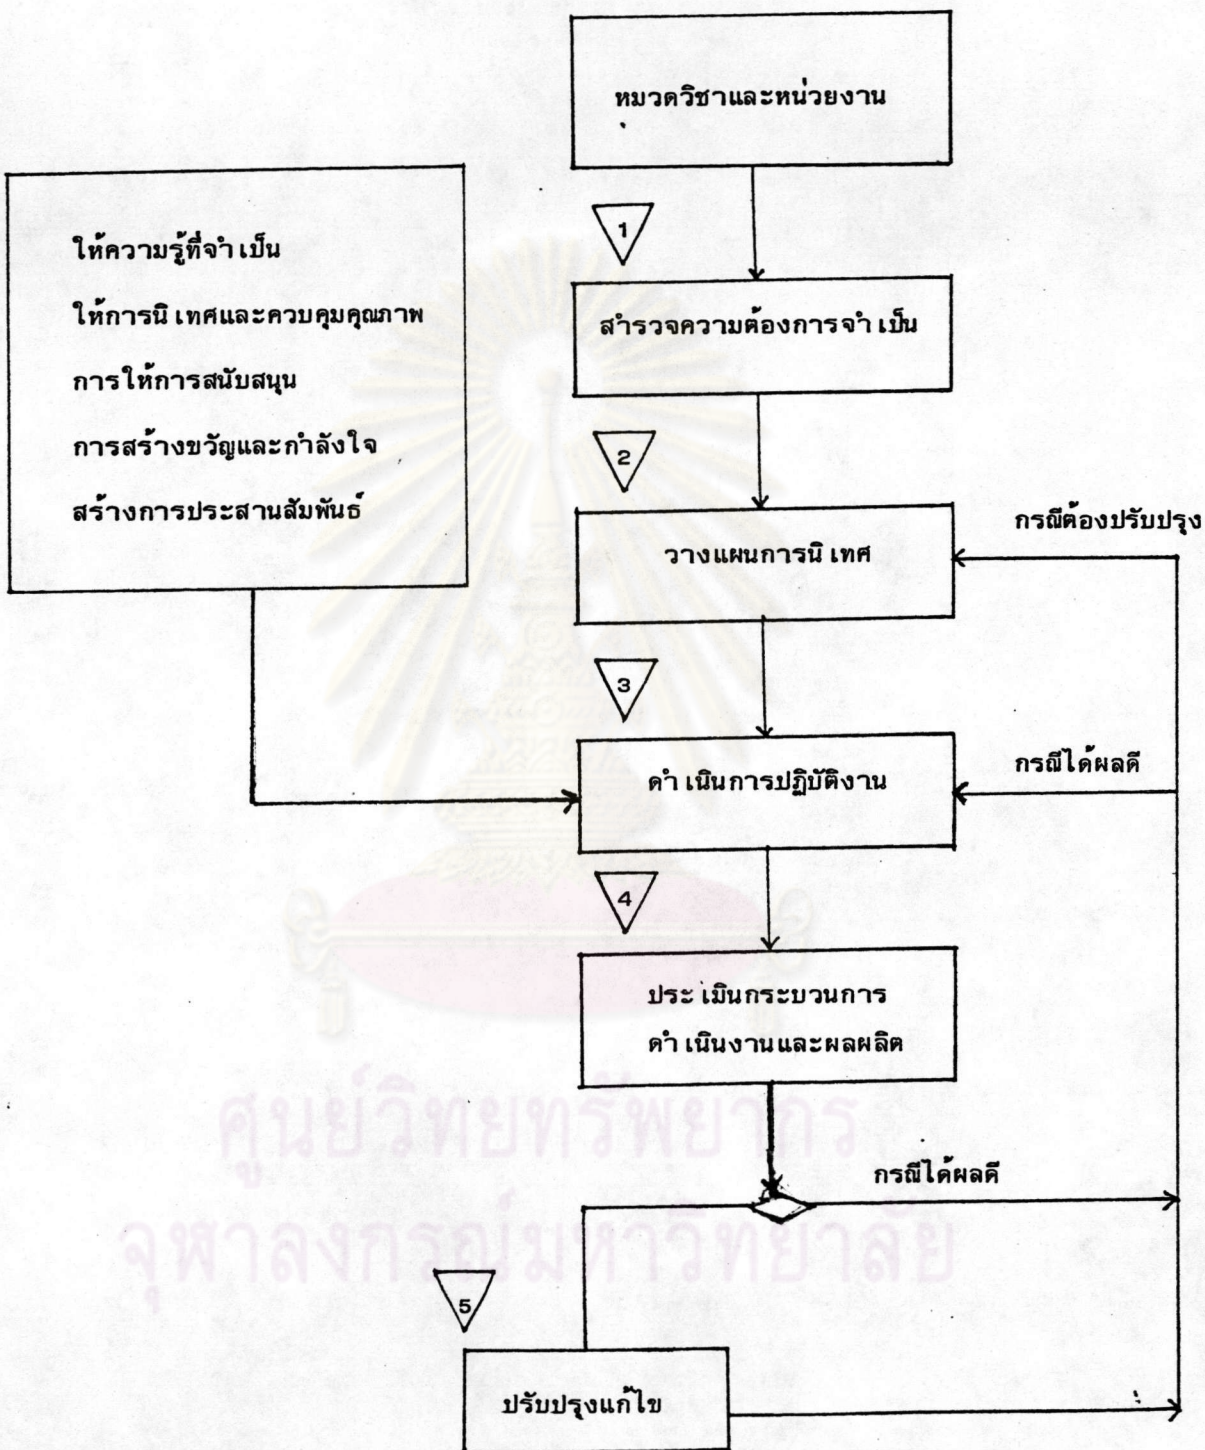 หมวดวิชาและหน่วยงาน
1
ให้ความรู้ที่จำเป็น
ให้การนิเทศและควบคุมคุณภาพ
การให้การสนับสนุน
การสร้างขวัญและกำลังใจ
สร้างการประสานสัมพันธ์
สำรวจความต้องการจำเป็น
2
วางแผนการนิเทศ
กรณีต้องปรับปรุง
3
ดำเนินการปฏิบัติงาน
กรณีได้ผลดี
4
ประเมินกระบวนการ
ดำเนินงานและผลผลิต
กรณีได้ผลดี
5
ปรับปรุงแก้ไข
ศูนย์วิทยทรัพยากร
จุฬาลงกรณ์มหาวิทยาลัย